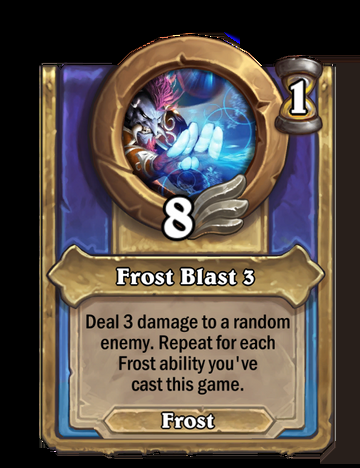 1
8
Frost Blast 3
Deal 3 damage to a random
enemy. Repeat for each
Frost ability you've
cast this game.
Frost